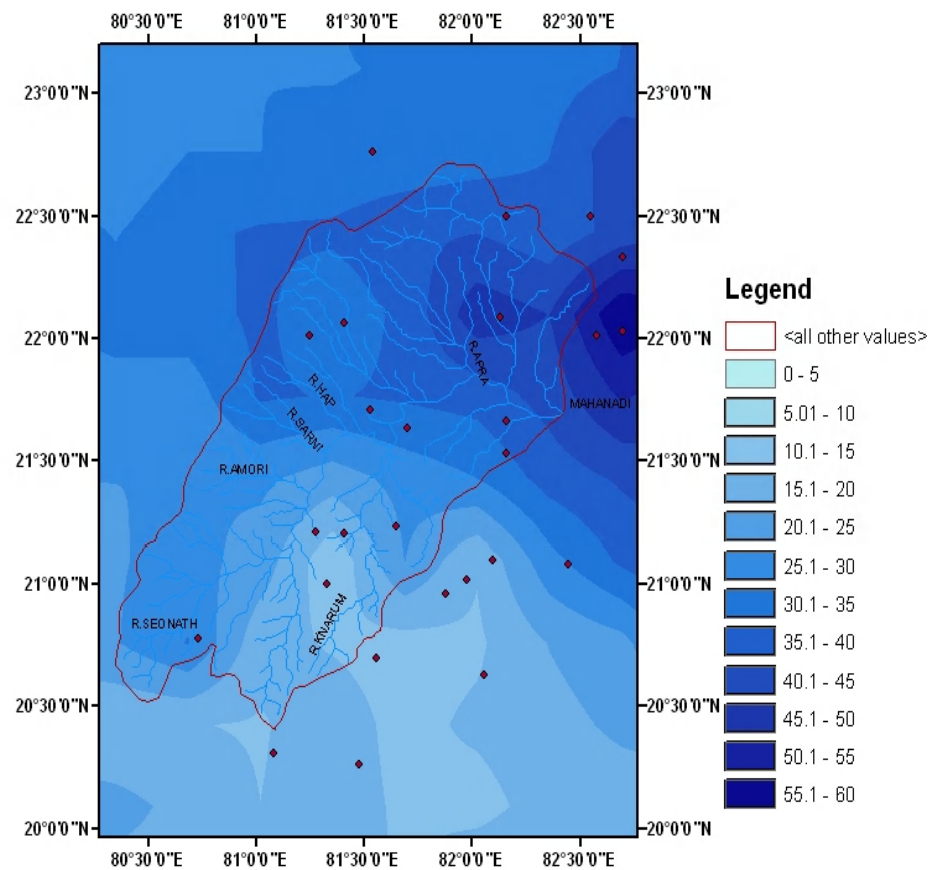 80°30'0"E 81°0'0"E 81°30'0"E 82°0'0"E 82°30'0"E
23°0'0"N 23°0'0"N
22°30'0"N 22°30'0"N
22°0'0"N 22°0'0"N
21°30'0"N 21°30'0"N
21°0'0"N 21°0'0"N
20°30'0"N 20°30'0"N
20°0'0"N 20°0'0"N
R.ARRA
R.HAP
MAHANADI
R.SARNI
R.AMORI
R.SEONATH
R.KNARUM
80°30'0"E 81°0'0"E 81°30'0"E 82°0'0"E 82°30'0"E
Legend
<all other values>
0 - 5
5.01 - 10
10.1 - 15
15.1 - 20
20.1 - 25
25.1 - 30
30.1 - 35
35.1 - 40
40.1 - 45
45.1 - 50
50.1 - 55
55.1 - 60